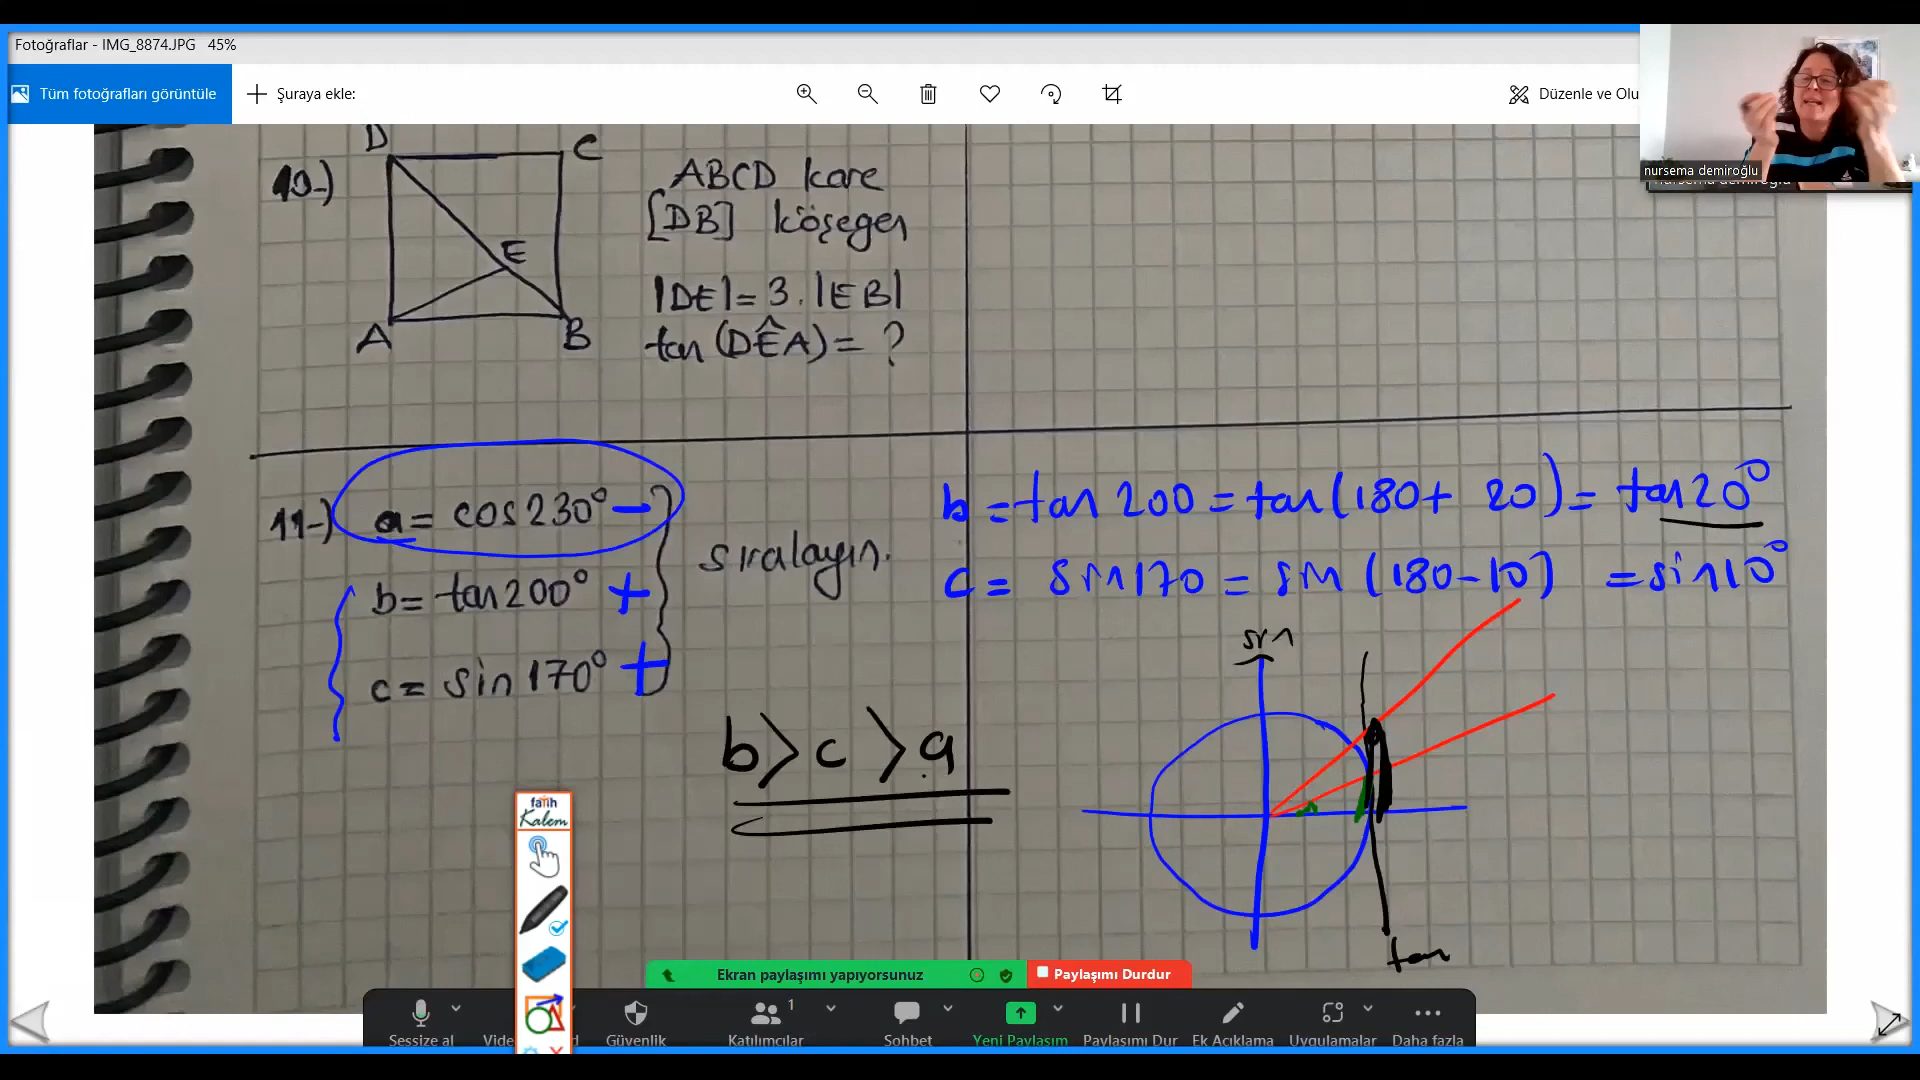 Fotoğraflar - IMG_8874.JPG 45%
Tüm fotoğrafları görüntüle
Şuraya ekle:
Düzenle ve Olu
nursema demiroğlu
10-)
D
C
E
A
B
ABCD kare
[DB] köşegen
|DE| = 3.|EB|
tan (DÊA) = ?
11-) a = cos230° -
b = tan200° +
c = sin170° +
sıralayın.
b > c > a
b = tan 200 = tan(180+ 20) = tan20°
c = sin170 = sin (180-10) = sin10°
sin
tan
fatih
Kalem
Ekran paylaşımı yapıyorsunuz
Paylaşımı Durdur
Sessize al
Güvenlik
1
Katılımcılar
Sohbet
Yeni Paylaşım
Paylaşımı Dur
Ek Açıklama
Uygulamalar
Daha fazla